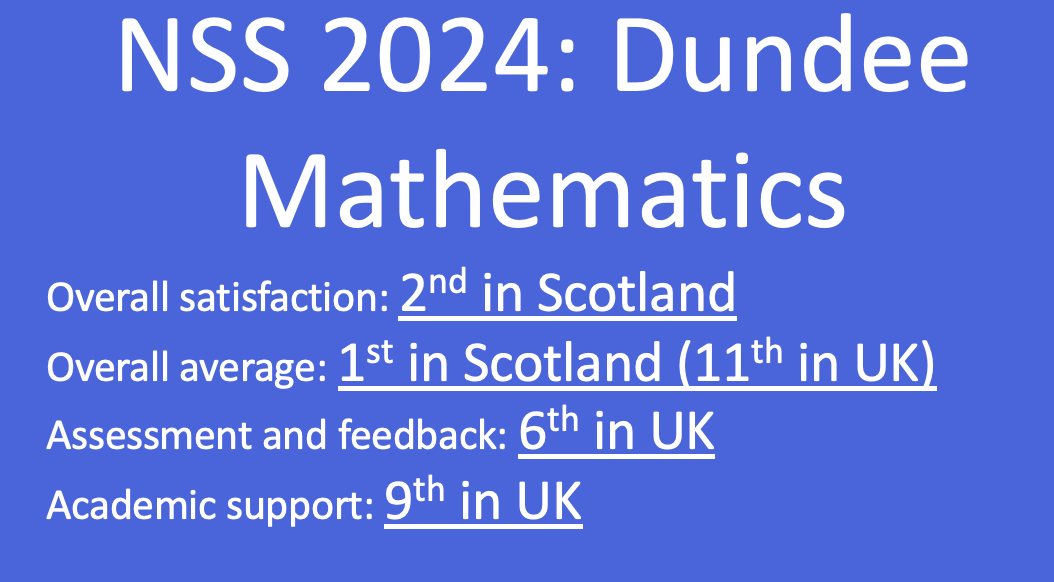 NSS 2024: Dundee
Mathematics
Overall satisfaction: 2nd in Scotland
Overall average: 1st in Scotland (11th in UK)
Assessment and feedback: 6th in UK
Academic support: 9th in UK